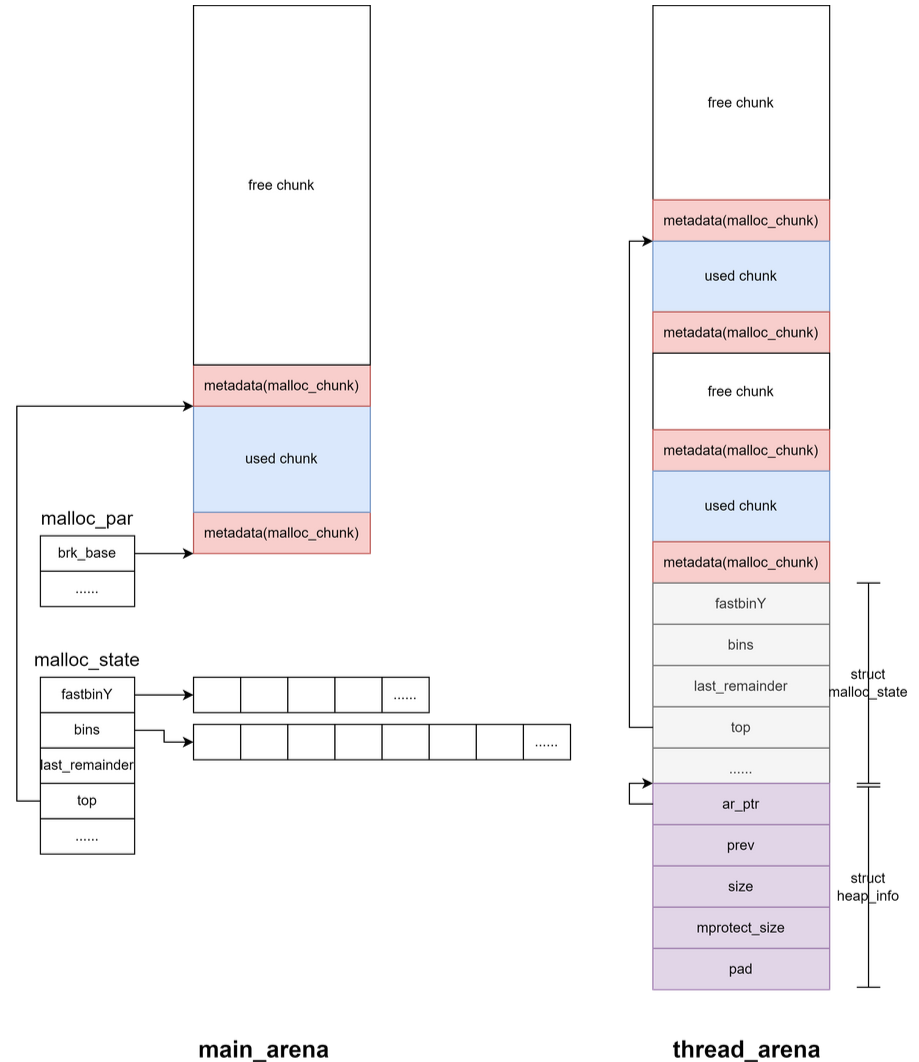 free chunk
metadata(malloc_chunk)
used chunk
metadata(malloc_chunk)
malloc_par
brk_base
......
malloc_state
fastbinY
bins
last_remainder
top
......
......
......
main_arena
free chunk
metadata(malloc_chunk)
used chunk
metadata(malloc_chunk)
free chunk
metadata(malloc_chunk)
used chunk
metadata(malloc_chunk)
fastbinY
bins
last_remainder
top
......
struct
malloc_state
ar_ptr
prev
size
mprotect_size
pad
struct
heap_info
thread_arena